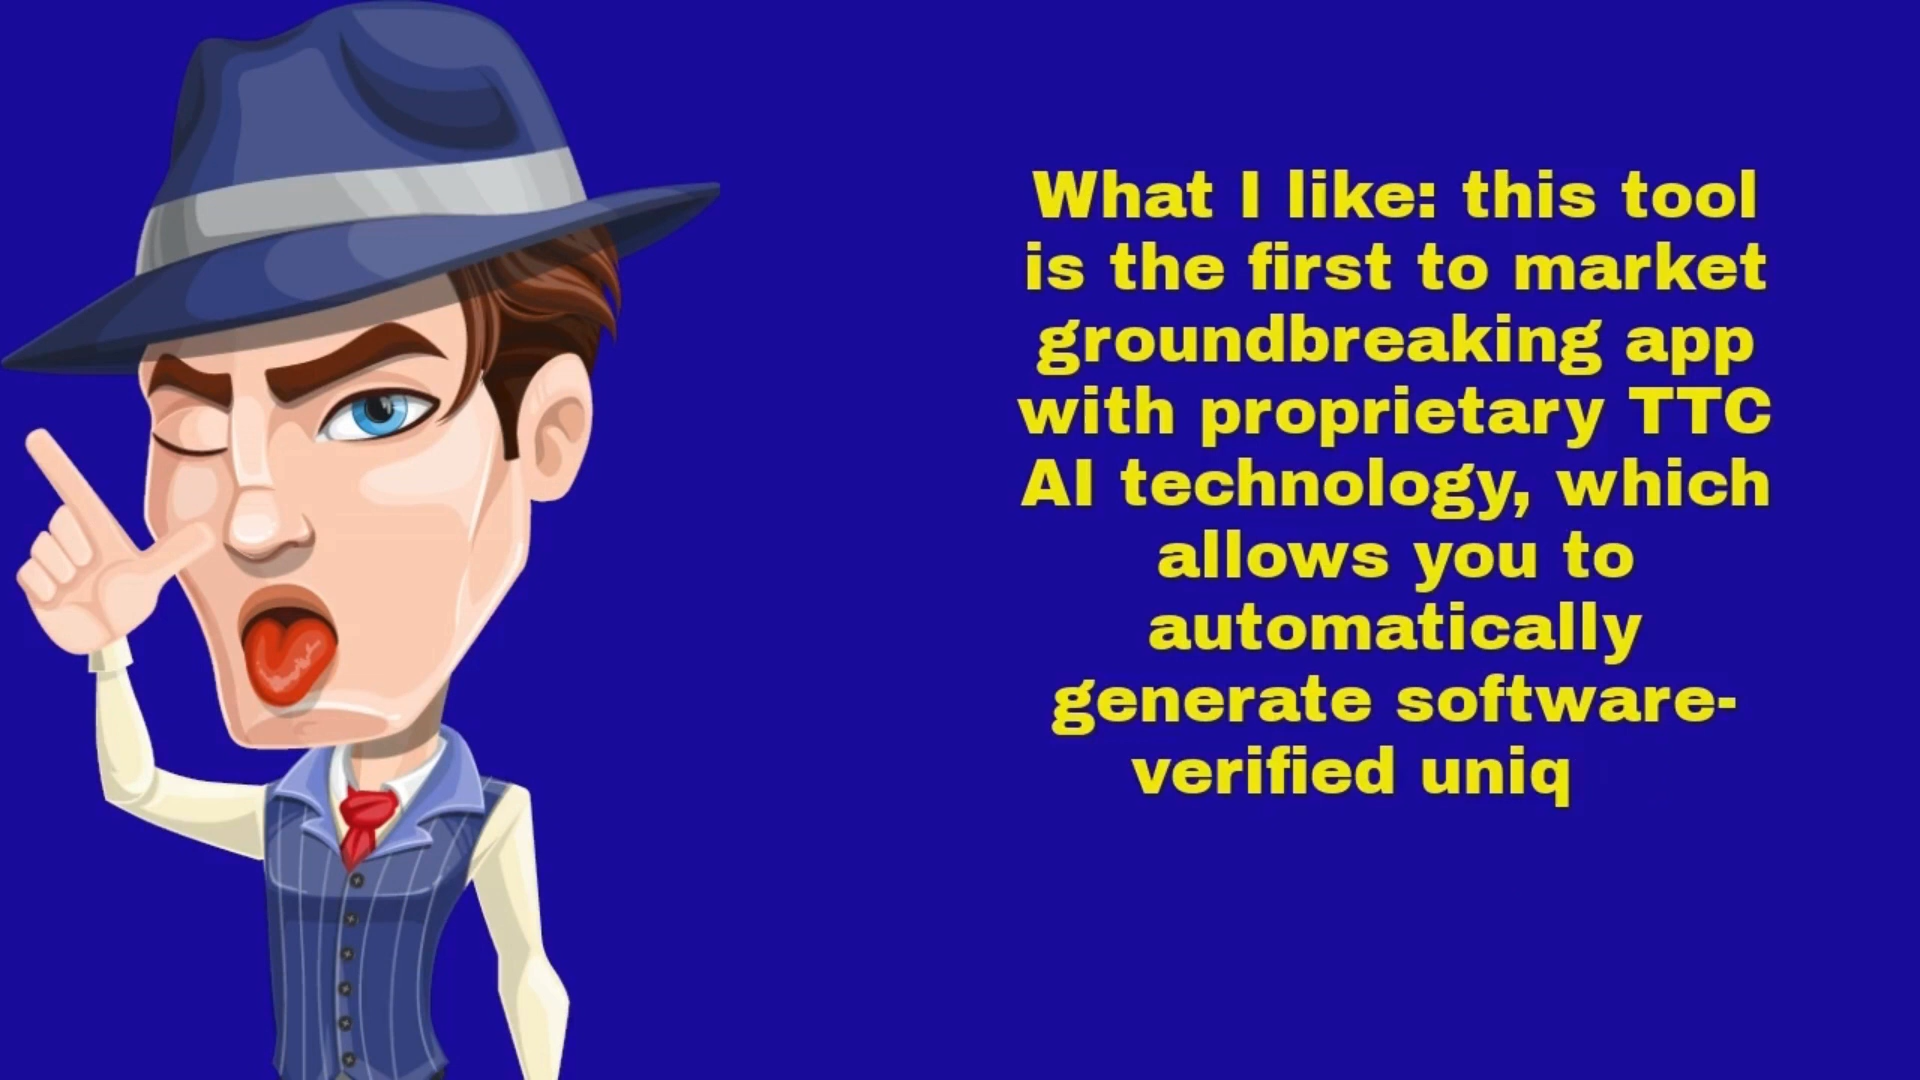 What I like: this tool
is the first to market
groundbreaking app
with proprietary TTC
AI technology, which
allows you to
automatically
generate software-
verified uniq